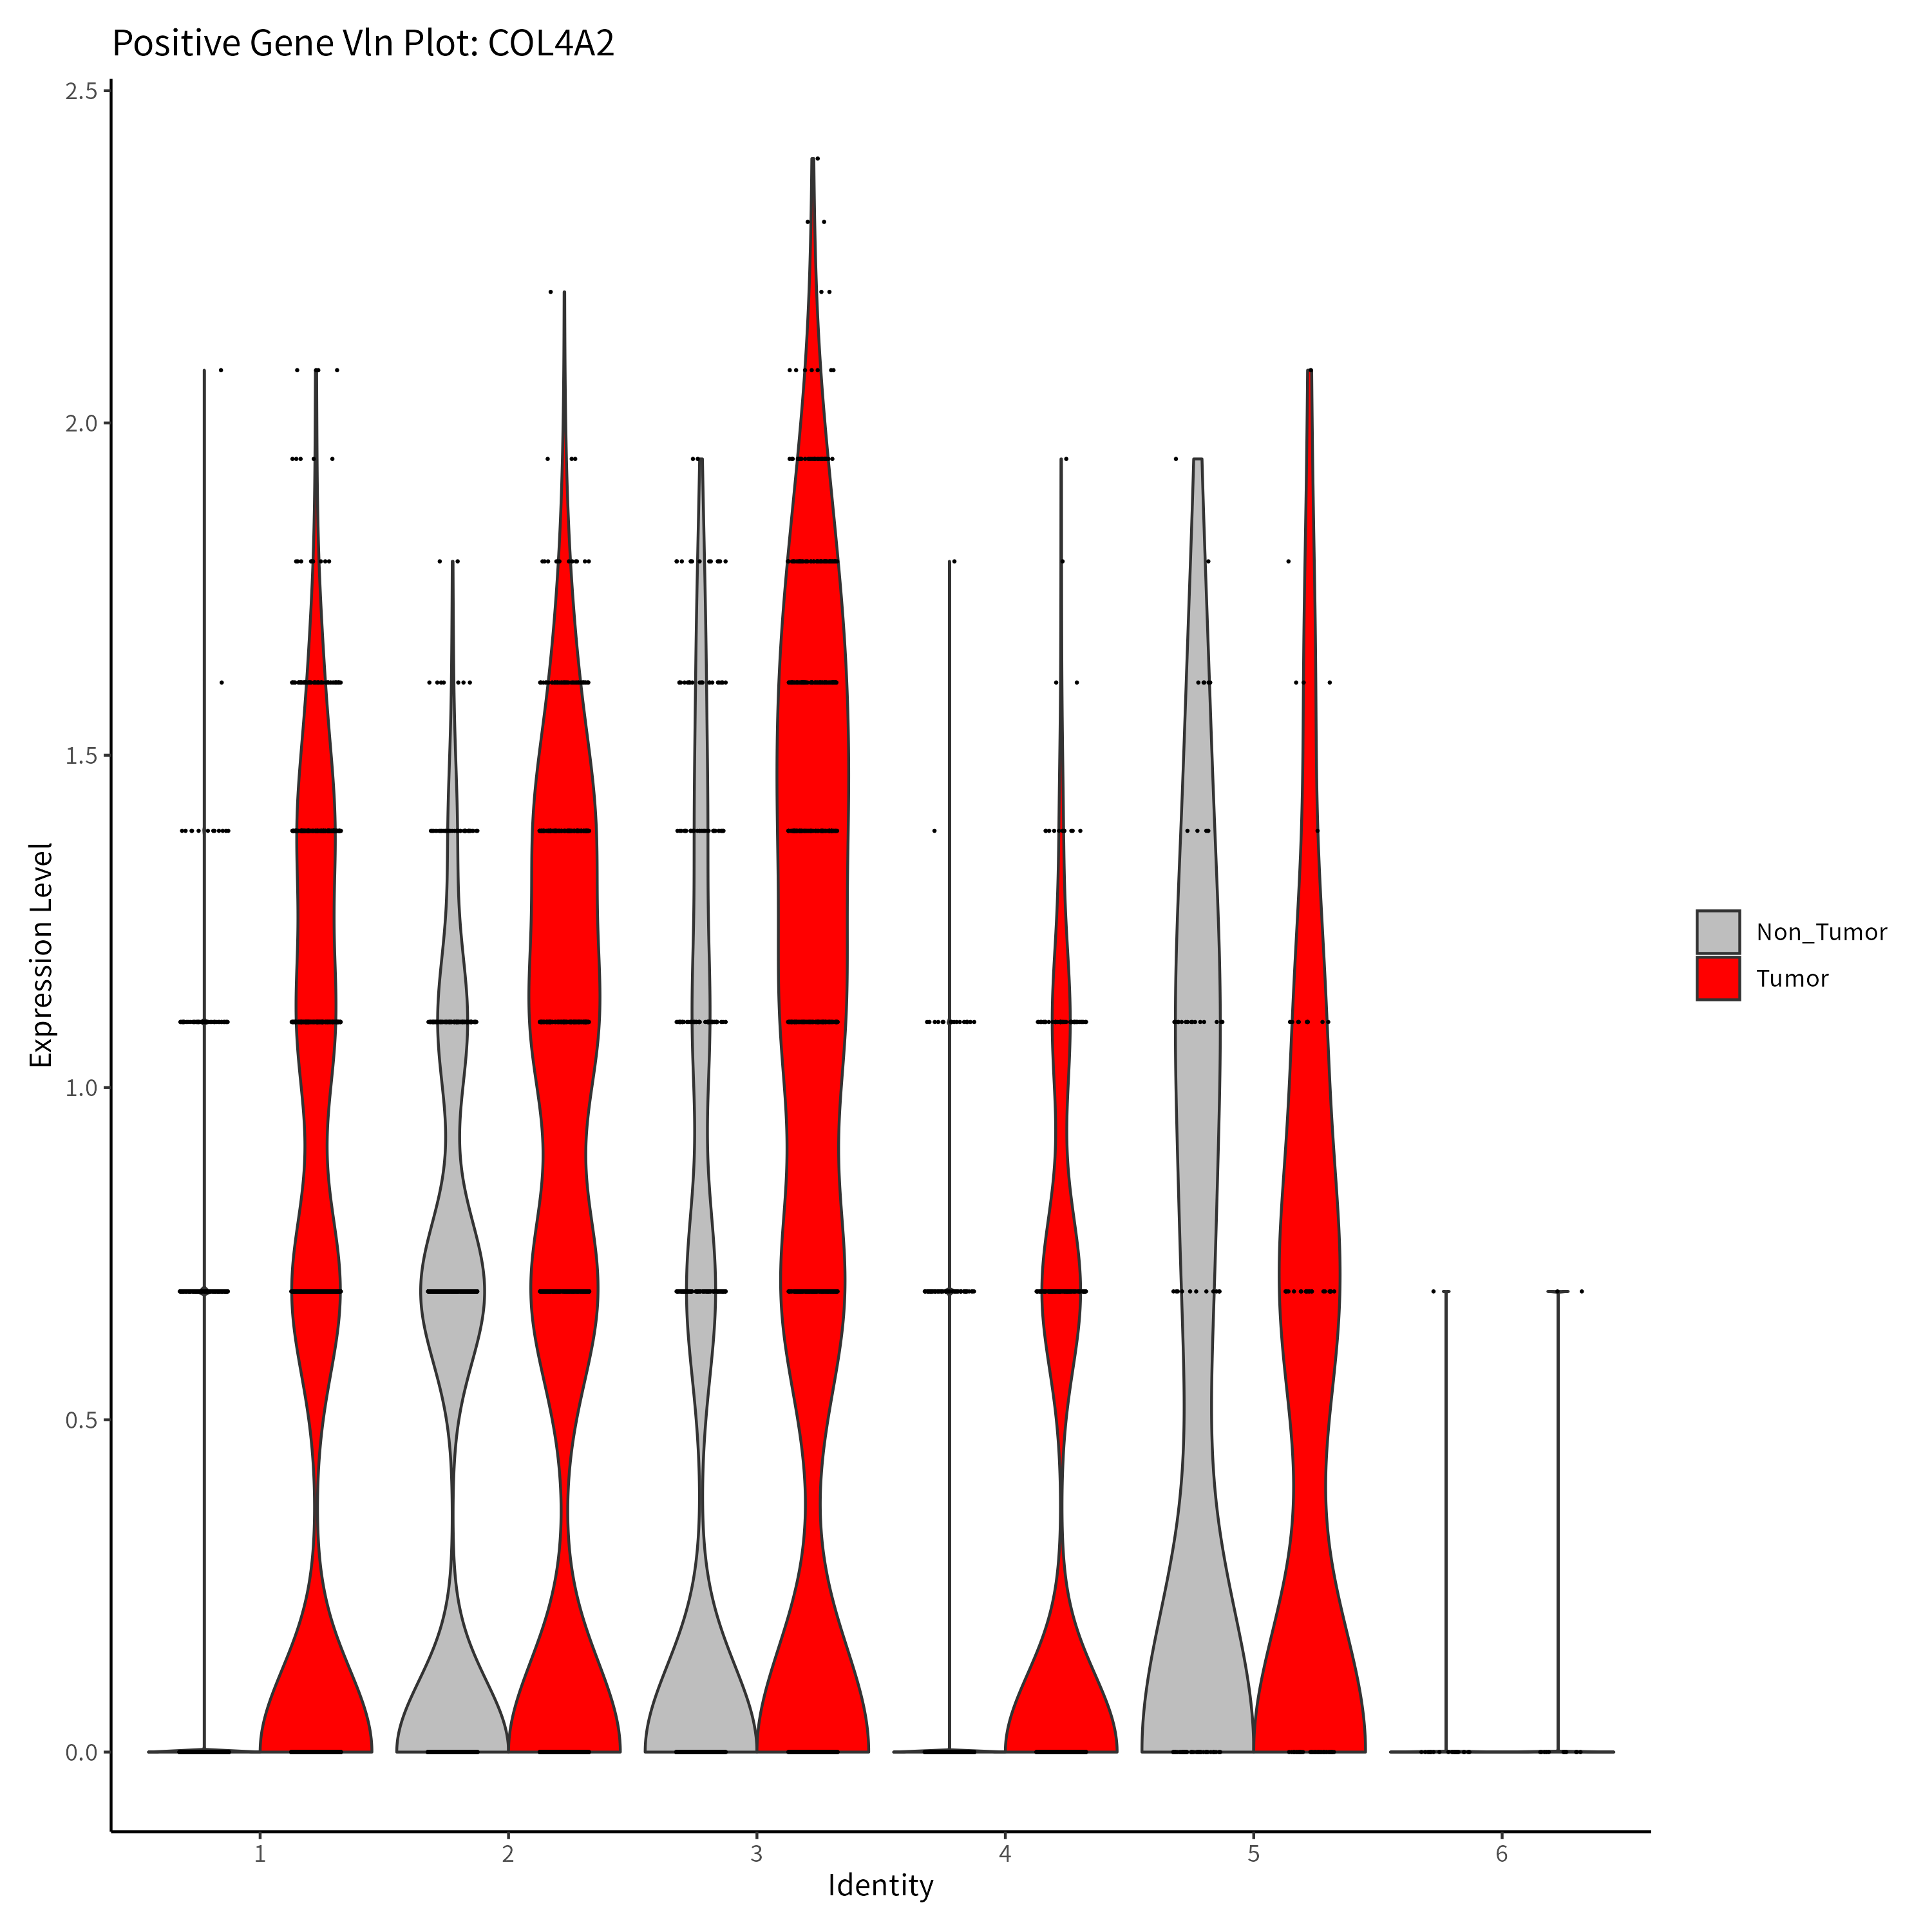 Positive Gene Vln Plot: COL4A2
2.5
2.0
1.5
1.0
0.5
0.0
Expression Level
1 2 3 4 5 6
Identity
Non_Tumor
Tumor